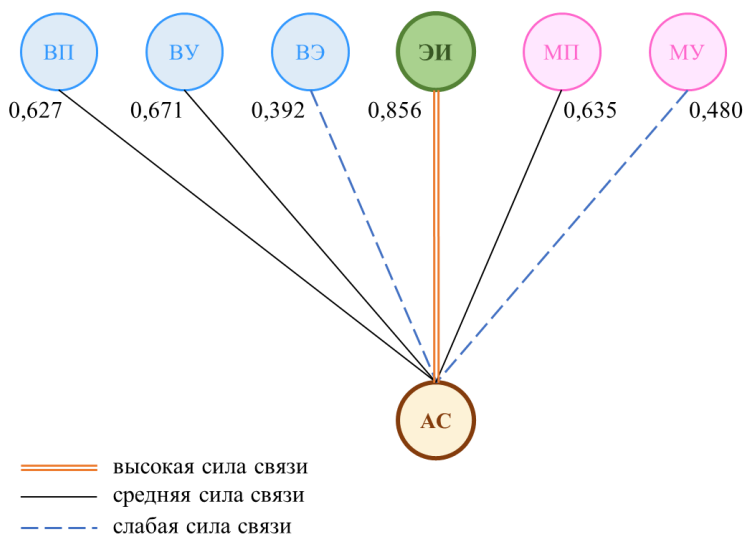 ВП ВУ ВЭ ЭИ МП МУ
0,627 0,671 0,392 0,856 0,635 0,480
АС
высокая сила связи
средняя сила связи
слабая сила связи